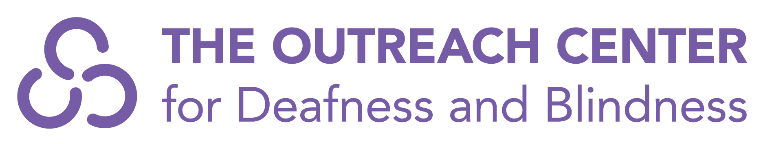 THE OUTREACH CENTER
for Deafness and Blindness